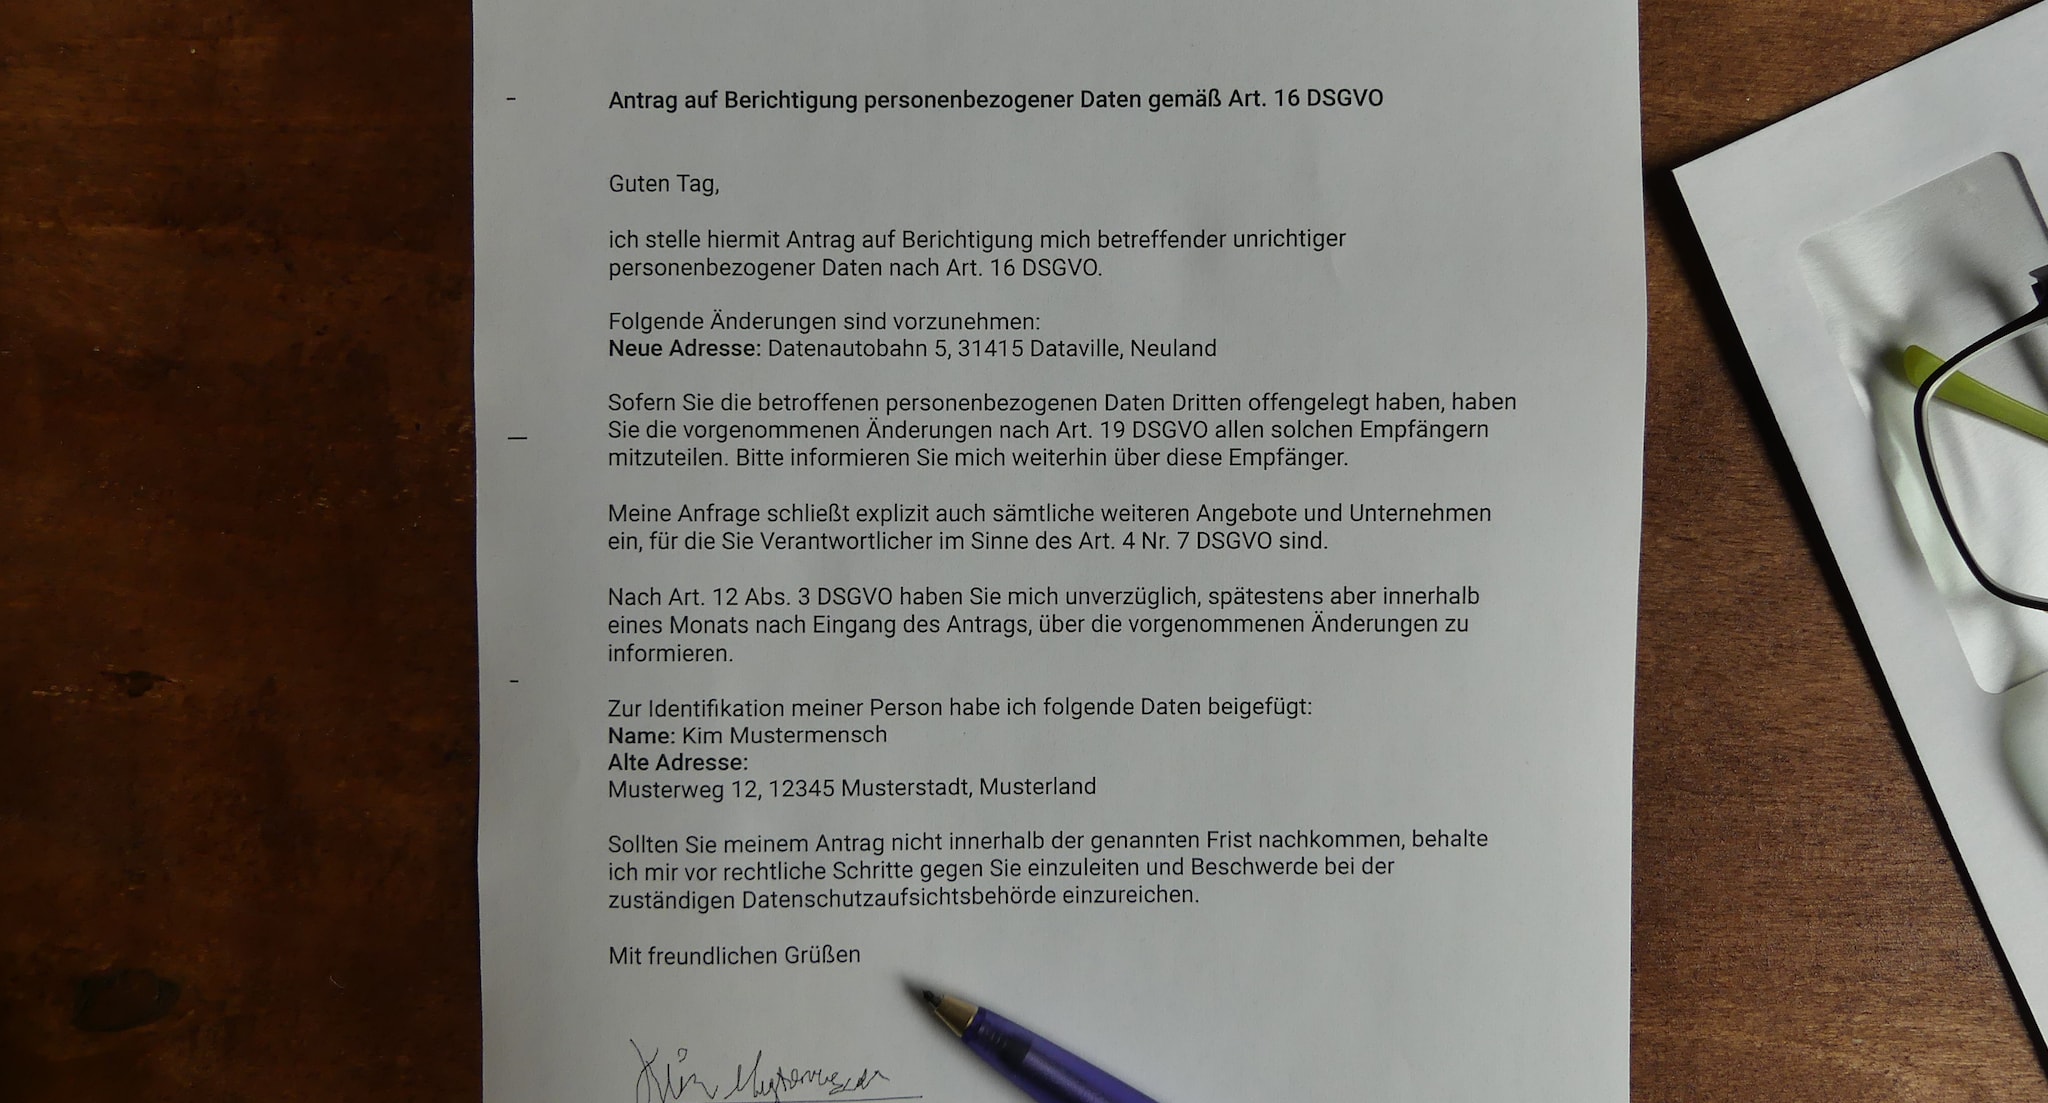 Antrag auf Berichtigung personenbezogener Daten gemäß Art. 16 DSGVO
Guten Tag,
ich stelle hiermit Antrag auf Berichtigung mich betreffender unrichtiger
personenbezogener Daten nach Art. 16 DSGVO.
Folgende Änderungen sind vorzunehmen:
Neue Adresse: Datenautobahn 5, 31415 Dataville, Neuland
Sofern Sie die betroffenen personenbezogenen Daten Dritten offengelegt haben, haben
Sie die vorgenommenen Änderungen nach Art. 19 DSGVO allen solchen Empfängern
mitzuteilen. Bitte informieren Sie mich weiterhin über diese Empfänger.
Meine Anfrage schließt explizit auch sämtliche weiteren Angebote und Unternehmen
ein, für die Sie Verantwortlicher im Sinne des Art. 4 Nr. 7 DSGVO sind.
Nach Art. 12 Abs. 3 DSGVO haben Sie mich unverzüglich, spätestens aber innerhalb
eines Monats nach Eingang des Antrags, über die vorgenommenen Änderungen zu
informieren.
Zur Identifikation meiner Person habe ich folgende Daten beigefügt:
Name: Kim Mustermensch
Alte Adresse:
Musterweg 12, 12345 Musterstadt, Musterland
Sollten Sie meinem Antrag nicht innerhalb der genannten Frist nachkommen, behalte
ich mir vor rechtliche Schritte gegen Sie einzuleiten und Beschwerde bei der
zuständigen Datenschutzaufsichtsbehörde einzureichen.
Mit freundlichen Grüßen
Kim